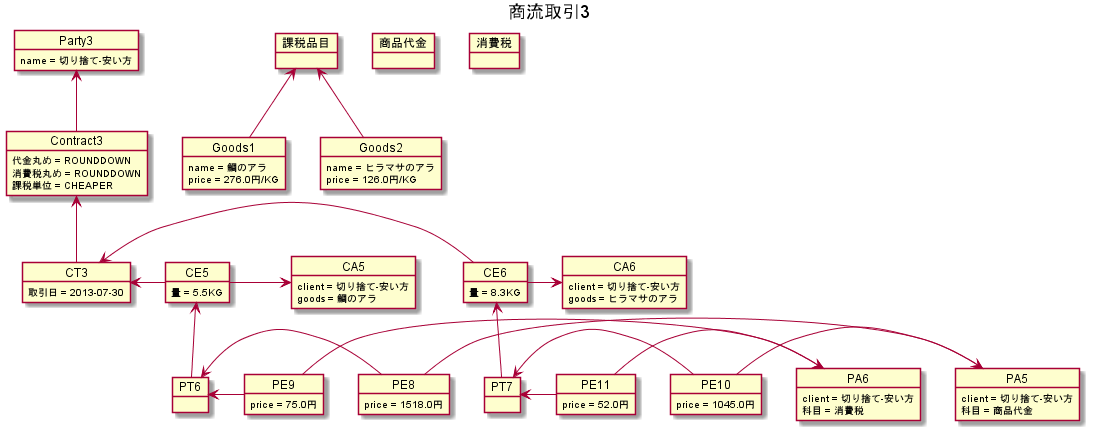 商流取引3
Party3
name = 切り捨て-安い方
課税品目
商品代金
消費税
Contract3
代金丸め = ROUNDDOWN
消費税丸め = ROUNDDOWN
課税単位 = CHEAPER
Goods1
name = 鯛のアラ
price = 276.0円/KG
Goods2
name = ヒラマサのアラ
price = 126.0円/KG
CT3
取引日 = 2013-07-30
CE5
量 = 5.5KG
CA5
client = 切り捨て-安い方
goods = 鯛のアラ
CE6
量 = 8.3KG
CA6
client = 切り捨て-安い方
goods = ヒラマサのアラ
PT6
PE9
price = 75.0円
PE8
price = 1518.0円
PT7
PE11
price = 52.0円
PE10
price = 1045.0円
PA6
client = 切り捨て-安い方
科目 = 消費税
PA5
client = 切り捨て-安い方
科目 = 商品代金